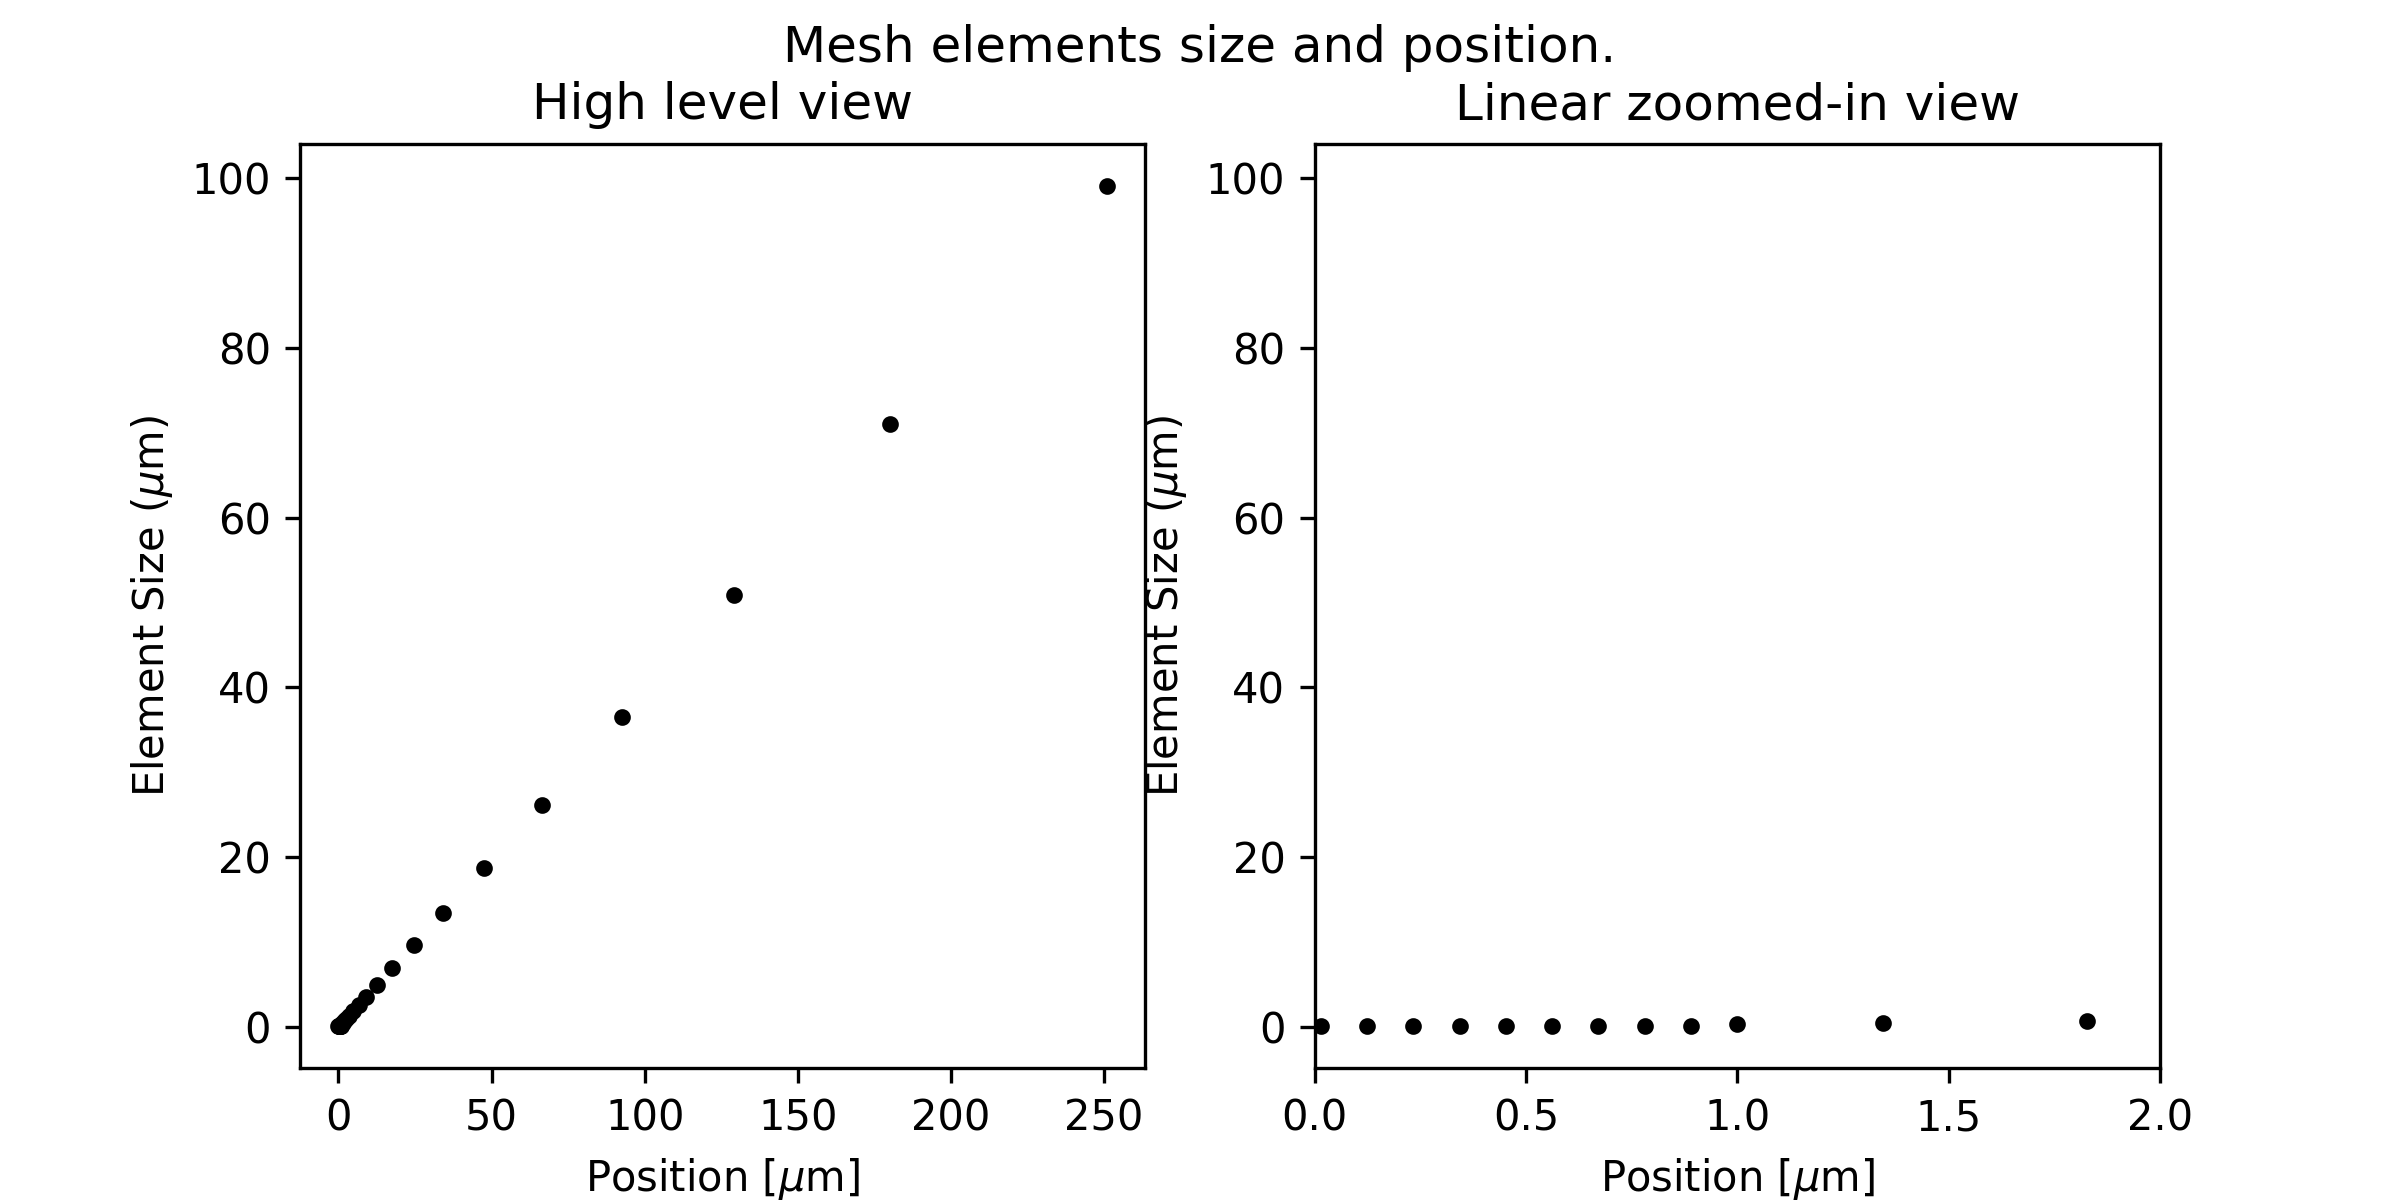 Mesh elements size and position.
High level view
Element Size (μm)
100
80
60
40
20
0
0 50 100 150 200 250
Position [μm]
Linear zoomed-in view
Element Size (μm)
100
80
60
40
20
0
0.0 0.5 1.0 1.5 2.0
Position [μm]